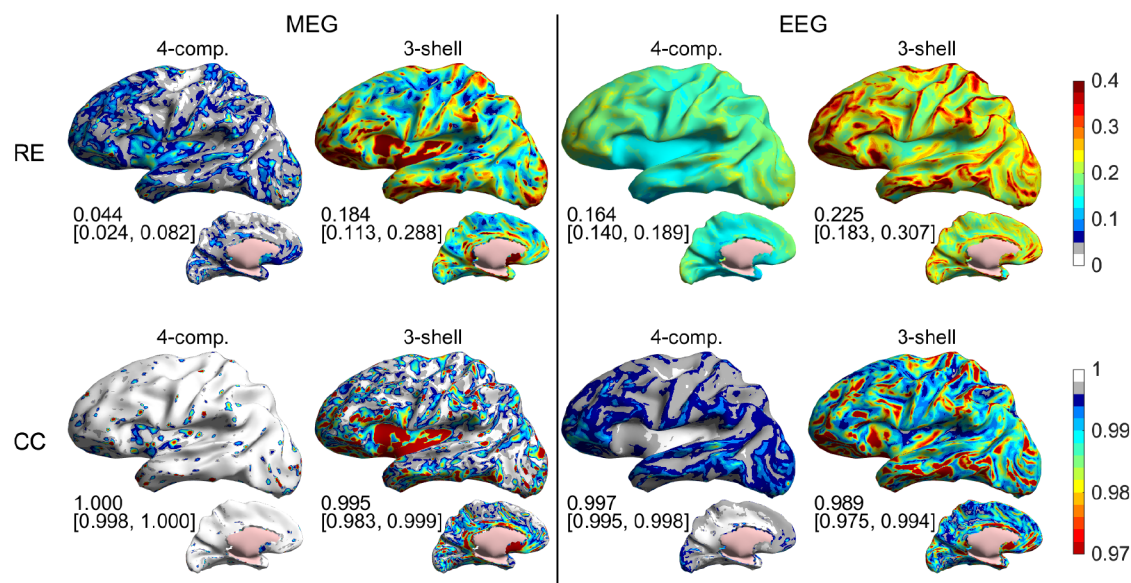 MEG
EEG
4-comp.
3-shell
4-comp.
3-shell
RE
0.044
[0.024, 0.082]
0.184
[0.113, 0.288]
0.164
[0.140, 0.189]
0.225
[0.183, 0.307]
0.4
0.3
0.2
0.1
0
4-comp.
3-shell
4-comp.
3-shell
CC
1.000
[0.998, 1.000]
0.995
[0.983, 0.999]
0.997
[0.995, 0.998]
0.989
[0.975, 0.994]
1
0.99
0.98
0.97